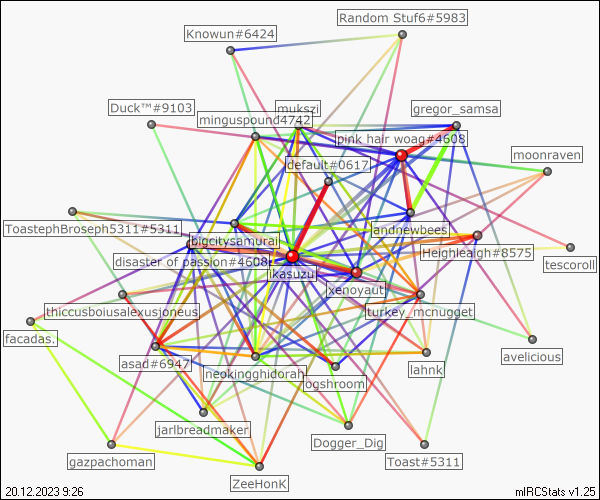 Random Stuf6#5983
Knowun#6424
Duck™#9103
mukszi
gregor_samsa
minguspound4742
pink hair woag#4608
moonraven
default#0617
ToastephBroseph5311#5311
andnewbees
bigcitysamurai
Heighleigh#8575
disaster of passion#4608
tescoroll
ikasuzu
xenoyaut
thiccusboiusalexusjoneus
turkey_mcnugget
facadas.
avelicious
asad#6947
neokingghidorah
lahnk
ogshroom
jarlbreadmaker
Dogger_Dig
gazpachoman
Toast#5311
ZeeHonK
20.12.2023 9:26
mIRCStats v1.25